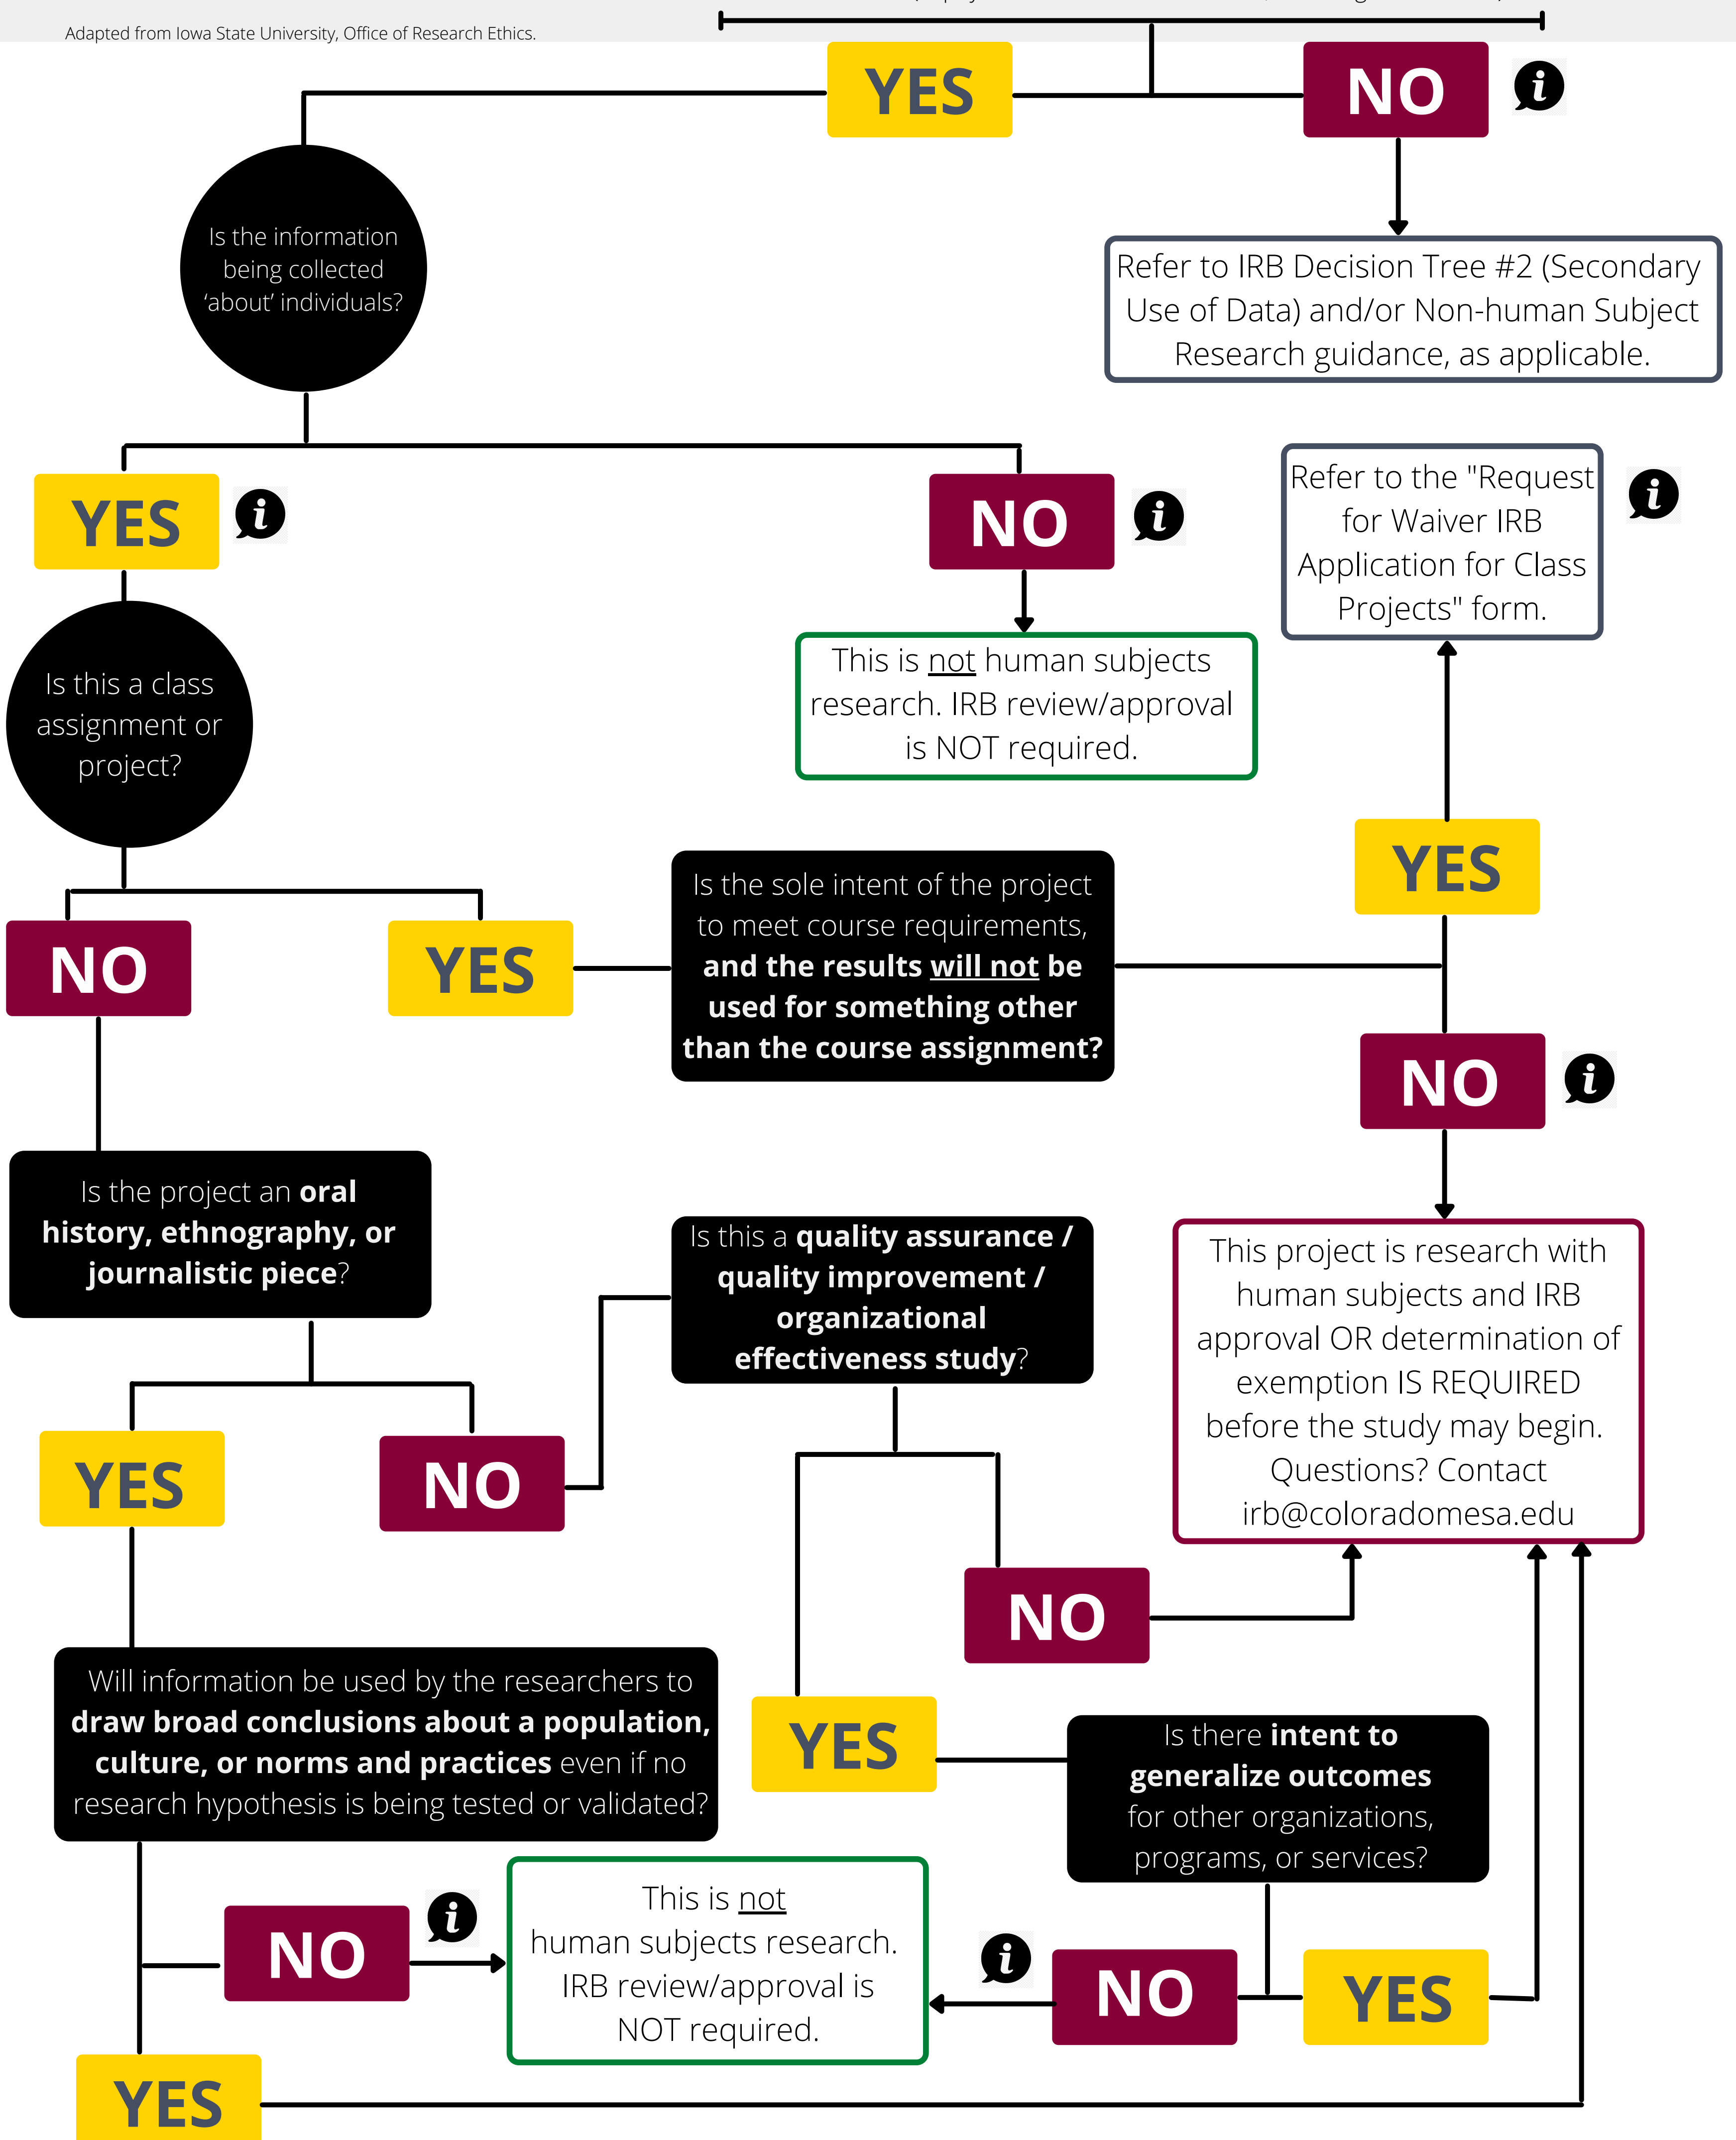 Adapted from Iowa State University, Office of Research Ethics.
YES
NO
i
Is the information
being collected
‘about’ individuals?
Refer to IRB Decision Tree #2 (Secondary
Use of Data) and/or Non-human Subject
Research guidance, as applicable.
YES
i
NO
i
Refer to the "Request
for Waiver IRB
Application for Class
Projects" form.
i
This is not human subjects
research. IRB review/approval
is NOT required.
Is this a class
assignment or
project?
YES
NO
YES
Is the sole intent of the project
to meet course requirements,
and the results will not be
used for something other
than the course assignment?
NO
i
Is the project an oral
history, ethnography, or
journalistic piece?
Is this a quality assurance /
quality improvement /
organizational
effectiveness study?
This project is research with
human subjects and IRB
approval OR determination of
exemption IS REQUIRED
before the study may begin.
Questions? Contact
irb@coloradomesa.edu
YES
NO
NO
Will information be used by the researchers to
draw broad conclusions about a population,
culture, or norms and practices even if no
research hypothesis is being tested or validated?
YES
Is there intent to
generalize outcomes
for other organizations,
programs, or services?
NO
i
This is not
human subjects research.
IRB review/approval is
NOT required.
i
NO
YES
YES